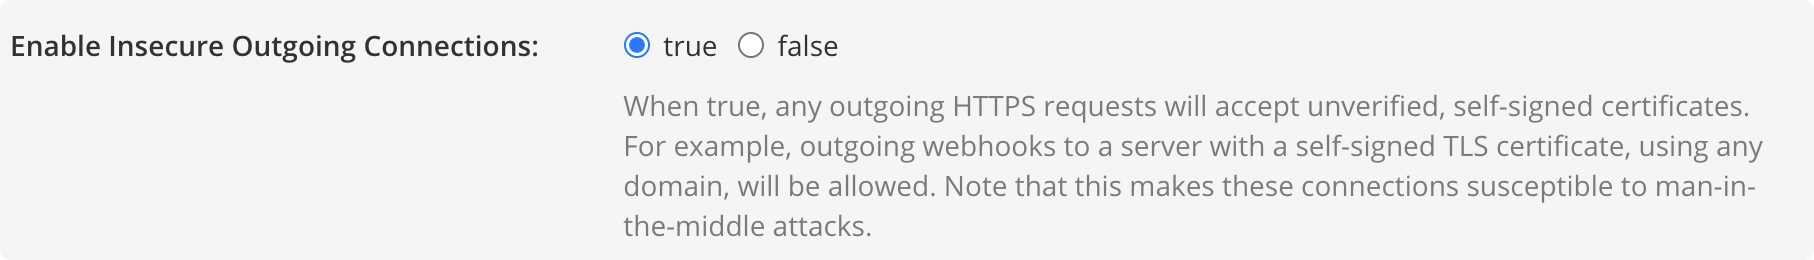 Enable Insecure Outgoing Connections: true false
When true, any outgoing HTTPS requests will accept unverified, self-signed certificates.
For example, outgoing webhooks to a server with a self-signed TLS certificate, using any
domain, will be allowed. Note that this makes these connections susceptible to man-in-
the-middle attacks.